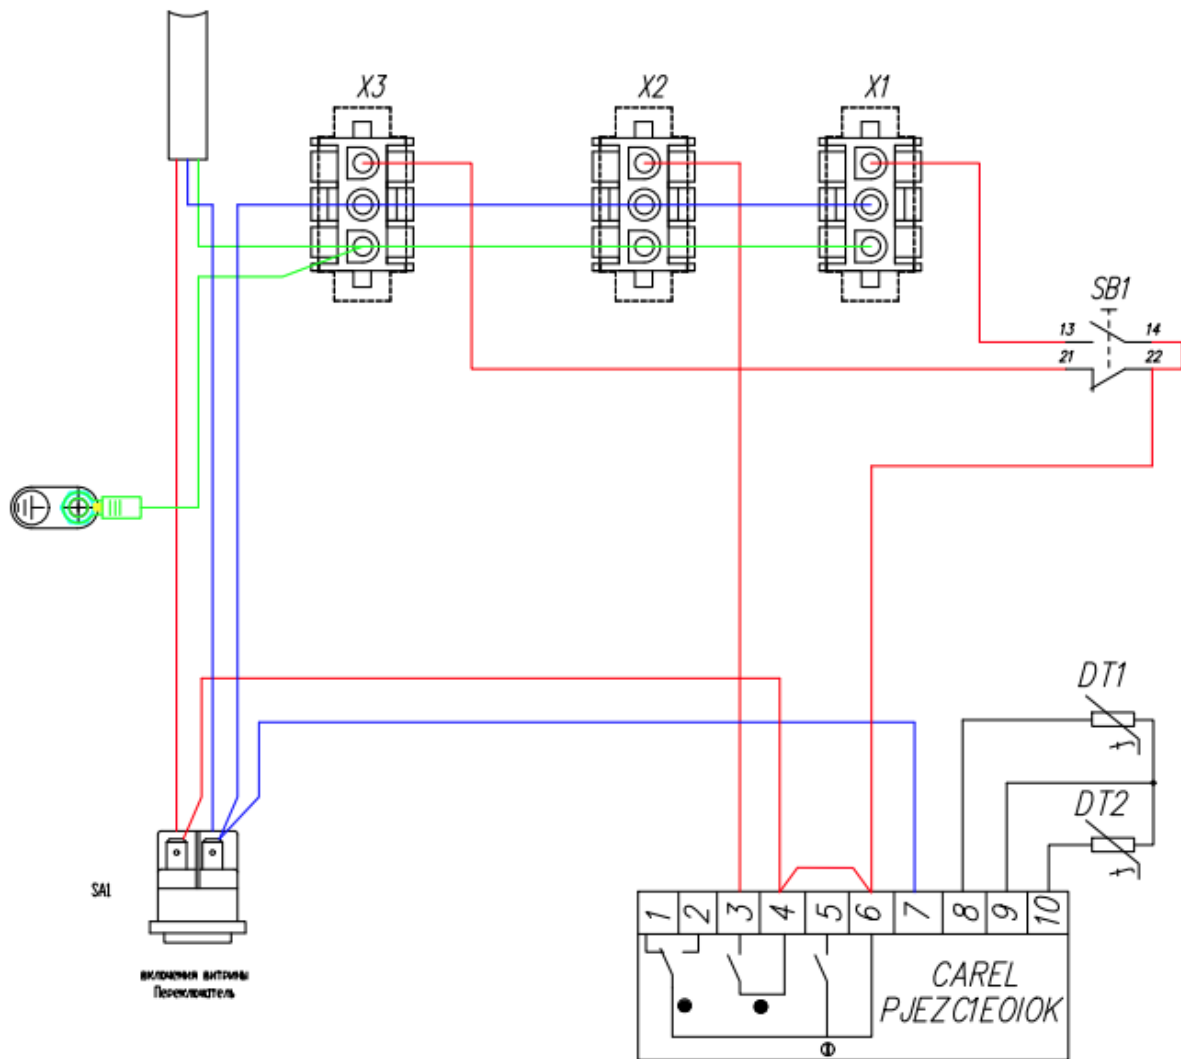 X3 X2 X1
SB1
13 14
21 22
DT1
DT2
SA1
1 2 3 4 5 6 7 8 9 10
включения витрины
Переключатель
CAREL
PJEZC1E010K